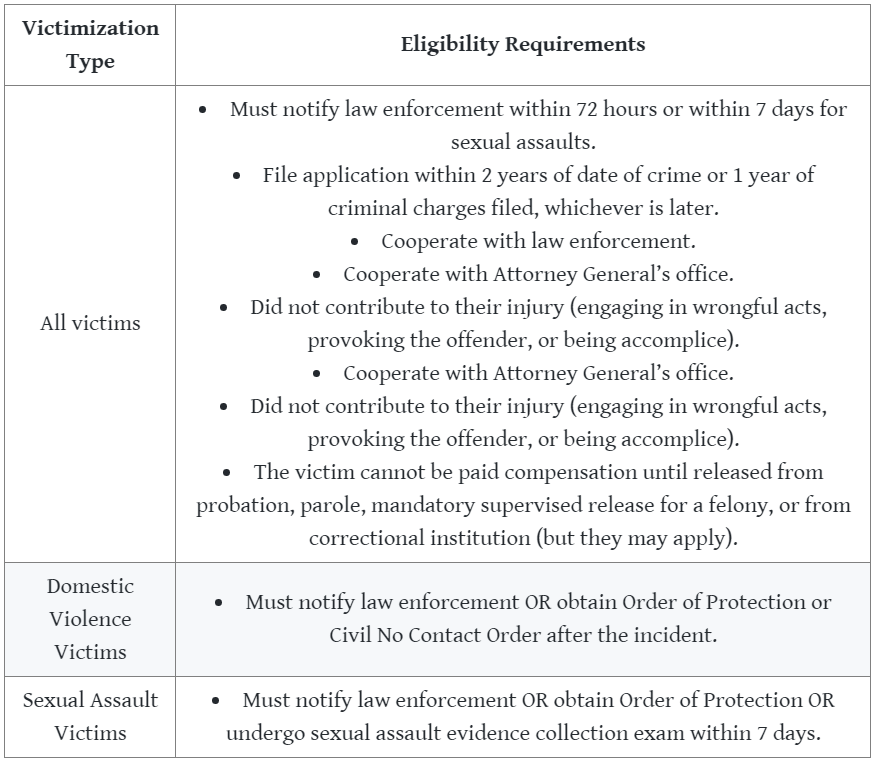 Victimization
Type
Eligibility Requirements
All victims
• Must notify law enforcement within 72 hours or within 7 days for
sexual assaults.
• File application within 2 years of date of crime or 1 year of
criminal charges filed, whichever is later.
• Cooperate with law enforcement.
• Cooperate with Attorney General’s office.
• Did not contribute to their injury (engaging in wrongful acts,
provoking the offender, or being accomplice).
• Cooperate with Attorney General’s office.
• Did not contribute to their injury (engaging in wrongful acts,
provoking the offender, or being accomplice).
• The victim cannot be paid compensation until released from
probation, parole, mandatory supervised release for a felony, or from
correctional institution (but they may apply).
Domestic
Violence
Victims
• Must notify law enforcement OR obtain Order of Protection or
Civil No Contact Order after the incident.
Sexual Assault
Victims
• Must notify law enforcement OR obtain Order of Protection OR
undergo sexual assault evidence collection exam within 7 days.